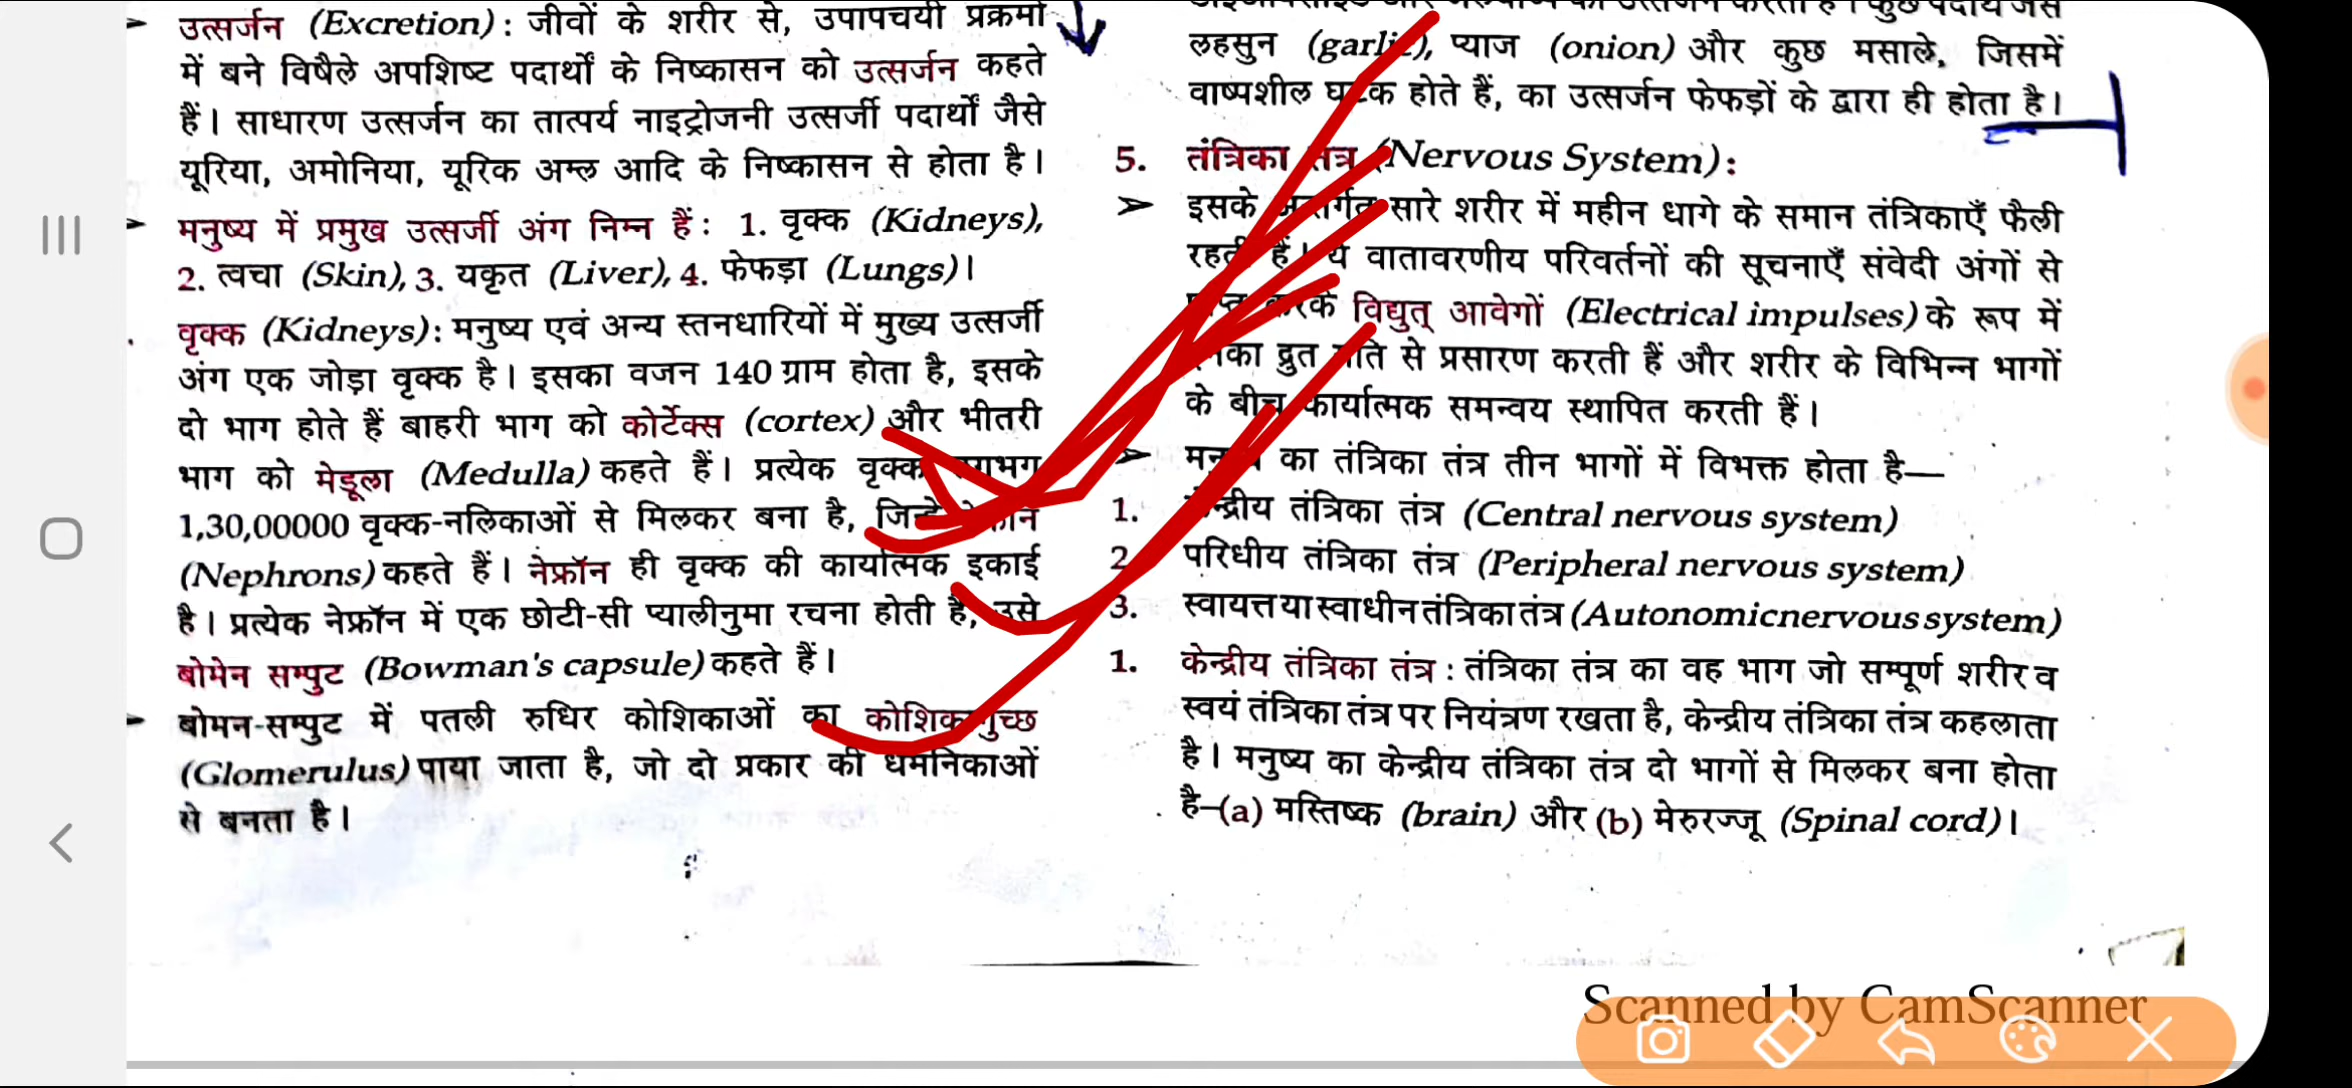 ➤ उत्सर्जन (Excretion) : जीवों के शरीर से, उपापचयी प्रक्रमों
में बने विषैले अपशिष्ट पदार्थों के निष्कासन को उत्सर्जन कहते
हैं। साधारण उत्सर्जन का तात्पर्य नाइट्रोजनी उत्सर्जी पदार्थों जैसे
यूरिया, अमोनिया, यूरिक अम्ल आदि के निष्कासन से होता है।
➤ मनुष्य में प्रमुख उत्सर्जी अंग निम्न हैं : 1. वृक्क (Kidneys),
2. त्वचा (Skin), 3. यकृत (Liver), 4. फेफड़ा (Lungs)।
वृक्क (Kidneys) : मनुष्य एवं अन्य स्तनधारियों में मुख्य उत्सर्जी
अंग एक जोड़ा वृक्क है। इसका वजन 140 ग्राम होता है, इसके
दो भाग होते हैं बाहरी भाग को कोर्टेक्स (cortex) और भीतरी
भाग को मेडूला (Medulla) कहते हैं। प्रत्येक वृक्क
1,30,00000 वृक्क-नलिकाओं से मिलकर बना है, जिन्हें
(Nephrons) कहते हैं। नेफ्रॉन ही वृक्क की कार्यात्मक इकाई
है। प्रत्येक नेफ्रॉन में एक छोटी-सी प्यालीनुमा रचना होती है, उसे
बोमेन सम्पुट (Bowman's capsule) कहते हैं।
➤ बोमन-सम्पुट में पतली रुधिर कोशिकाओं का कोशिकागुच्छ
(Glomerulus) पाया जाता है, जो दो प्रकार की धमनिकाओं
से बनता है।
लहसुन (garlic), प्याज (onion) और कुछ मसाले, जिसमें
वाष्पशील घटक होते हैं, का उत्सर्जन फेफड़ों के द्वारा ही होता है।
5. तंत्रिका तंत्र (Nervous System) :
➤ इसके अन्तर्गत सारे शरीर में महीन धागे के समान तंत्रिकाएँ फैली
रहती हैं। ये वातावरणीय परिवर्तनों की सूचनाएँ संवेदी अंगों से
प्राप्त करके विद्युत् आवेगों (Electrical impulses) के रूप में
द्रुत गति से प्रसारण करती हैं और शरीर के विभिन्न भागों
के बीच कार्यात्मक समन्वय स्थापित करती हैं।
➤ मनुष्य का तंत्रिका तंत्र तीन भागों में विभक्त होता है—
1. केन्द्रीय तंत्रिका तंत्र (Central nervous system)
2. परिधीय तंत्रिका तंत्र (Peripheral nervous system)
3. स्वायत्त या स्वाधीन तंत्रिका तंत्र (Autonomic nervous system)
1. केन्द्रीय तंत्रिका तंत्र : तंत्रिका तंत्र का वह भाग जो सम्पूर्ण शरीर व
स्वयं तंत्रिका तंत्र पर नियंत्रण रखता है, केन्द्रीय तंत्रिका तंत्र कहलाता
है। मनुष्य का केन्द्रीय तंत्रिका तंत्र दो भागों से मिलकर बना होता
है—(a) मस्तिष्क (brain) और (b) मेरुरज्जू (Spinal cord)।
Scanned by CamScanner